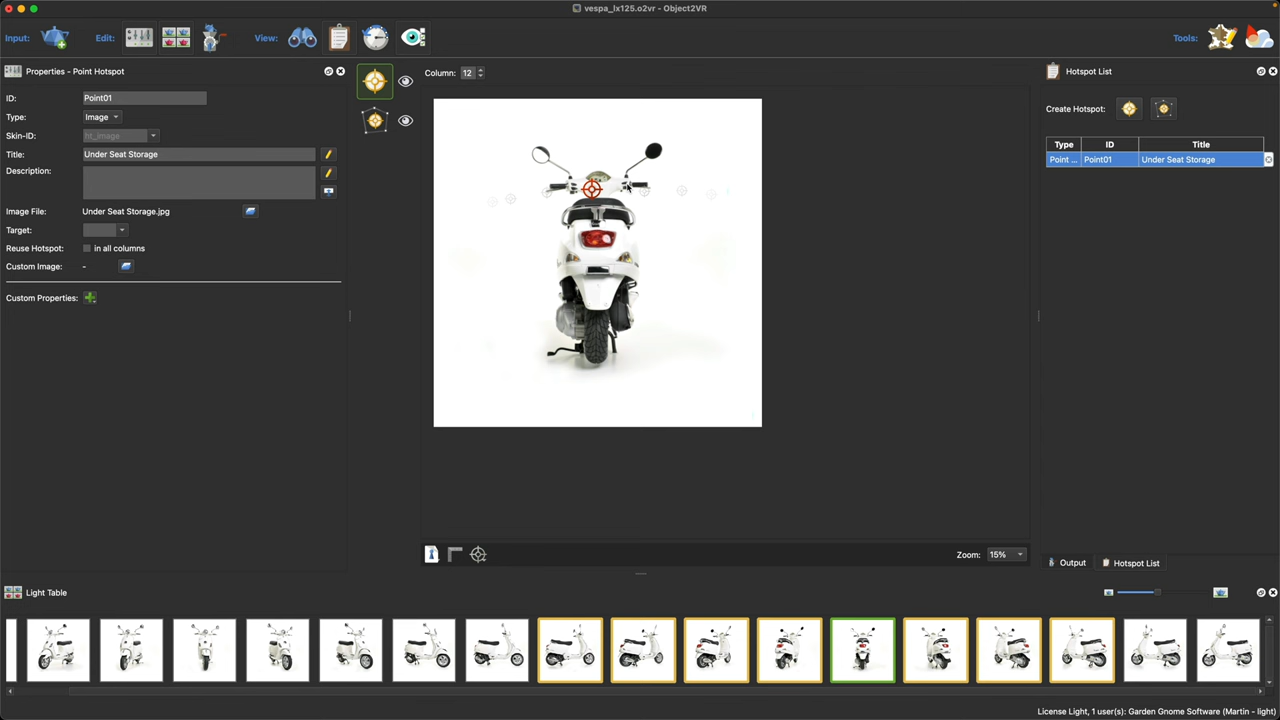 vespa_lx125.o2vr - Object2VR
Input:
Edit:
View:
Tools:
Properties - Point Hotspot
ID: Point01
Type: Image
Skin-ID: ht_image
Title: Under Seat Storage
Description:
Image File: Under Seat Storage.jpg
Target:
Reuse Hotspot: in all columns
Custom Image: -
Custom Properties:
Column: 12
Zoom: 15%
Hotspot List
Create Hotspot:
Type ID Title
Point ... Point01 Under Seat Storage
Output Hotspot List
Light Table
License Light, 1 user(s): Garden Gnome Software (Martin - light)